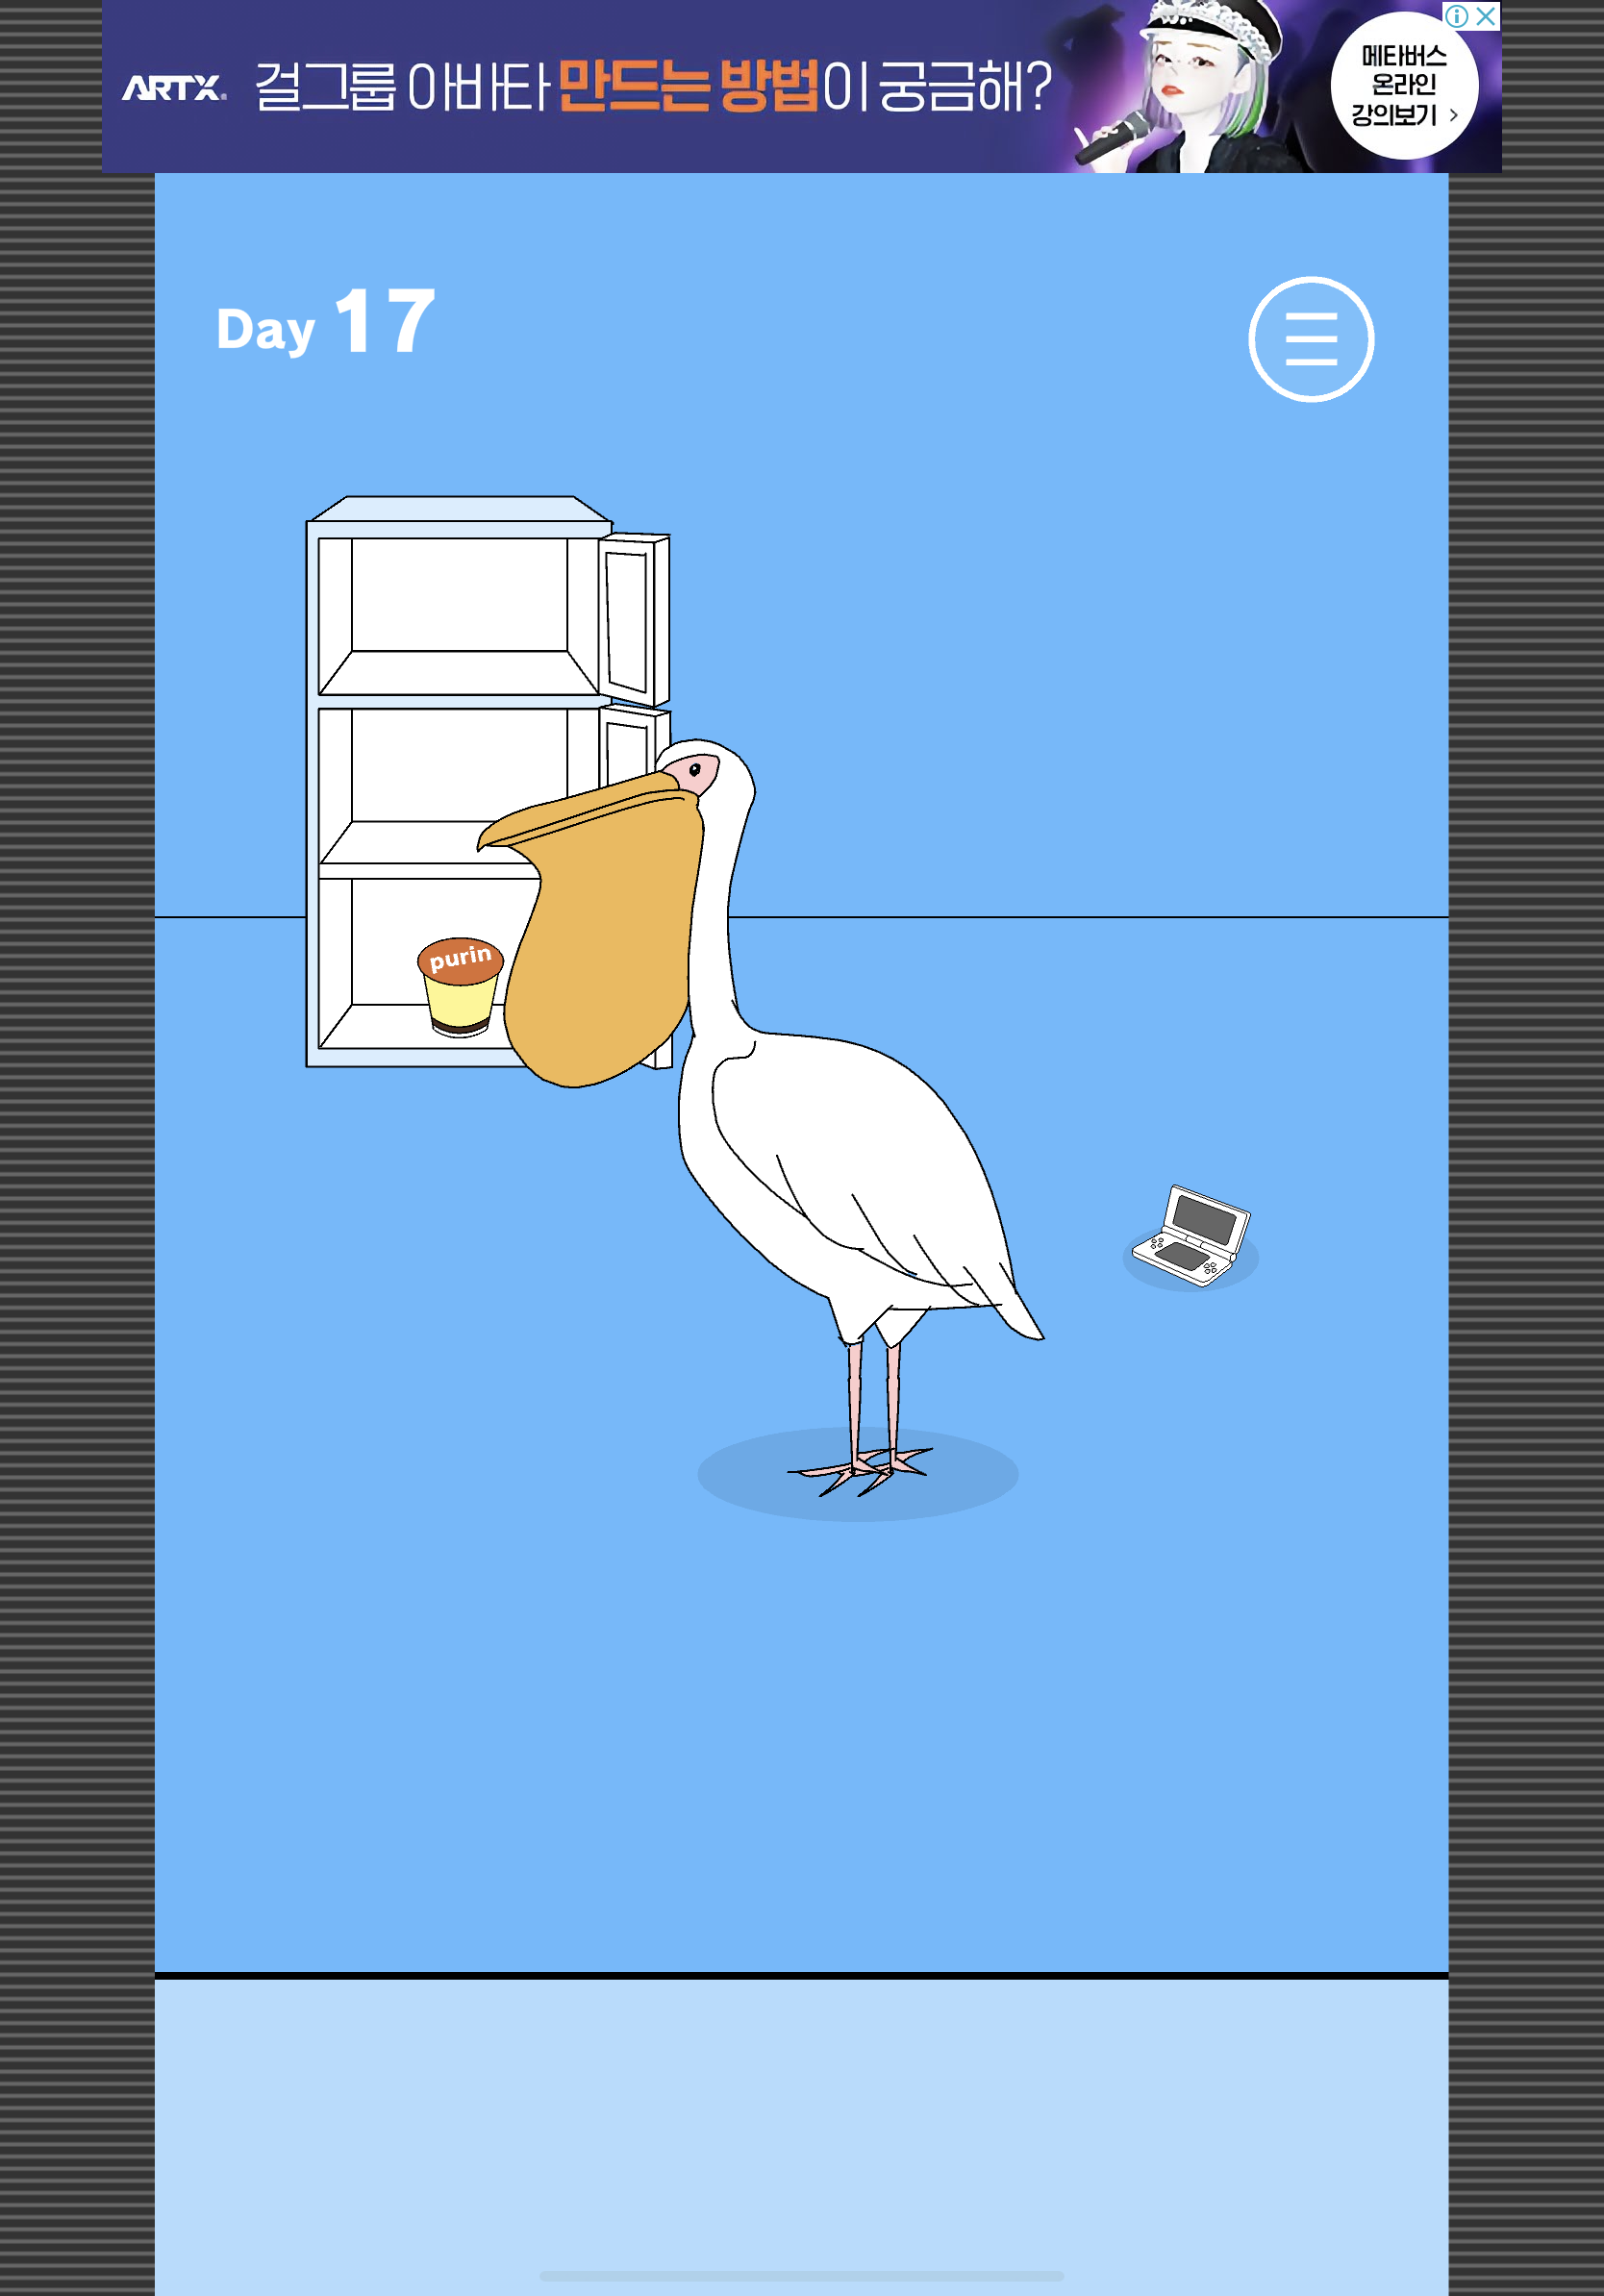 ARTX 걸그룹 아바타 만드는 방법이 궁금해?
메타버스
온라인
강의보기 >
Day 17
purin